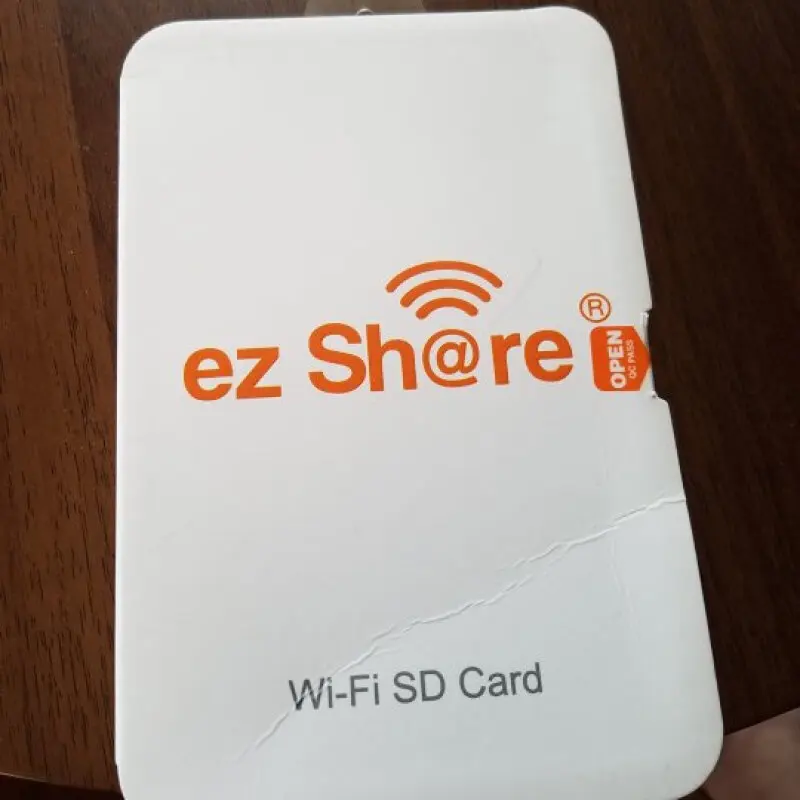 ez Sh@re ®
OPEN
QC PASS
Wi-Fi SD Card